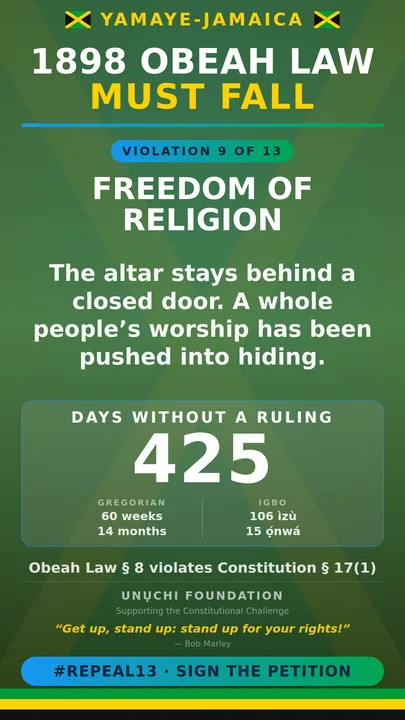 YAMAYE-JAMAICA
1898 OBEAH LAW
MUST FALL
VIOLATION 9 OF 13
FREEDOM OF
RELIGION
The altar stays behind a
closed door. A whole
people’s worship has been
pushed into hiding.
DAYS WITHOUT A RULING
425
GREGORIAN
60 weeks
14 months
IGBO
106 ìzù
15 ọ́nwá
Obeah Law § 8 violates Constitution § 17(1)
UNỤCHI FOUNDATION
Supporting the Constitutional Challenge
“Get up, stand up: stand up for your rights!”
— Bob Marley
#REPEAL13 · SIGN THE PETITION